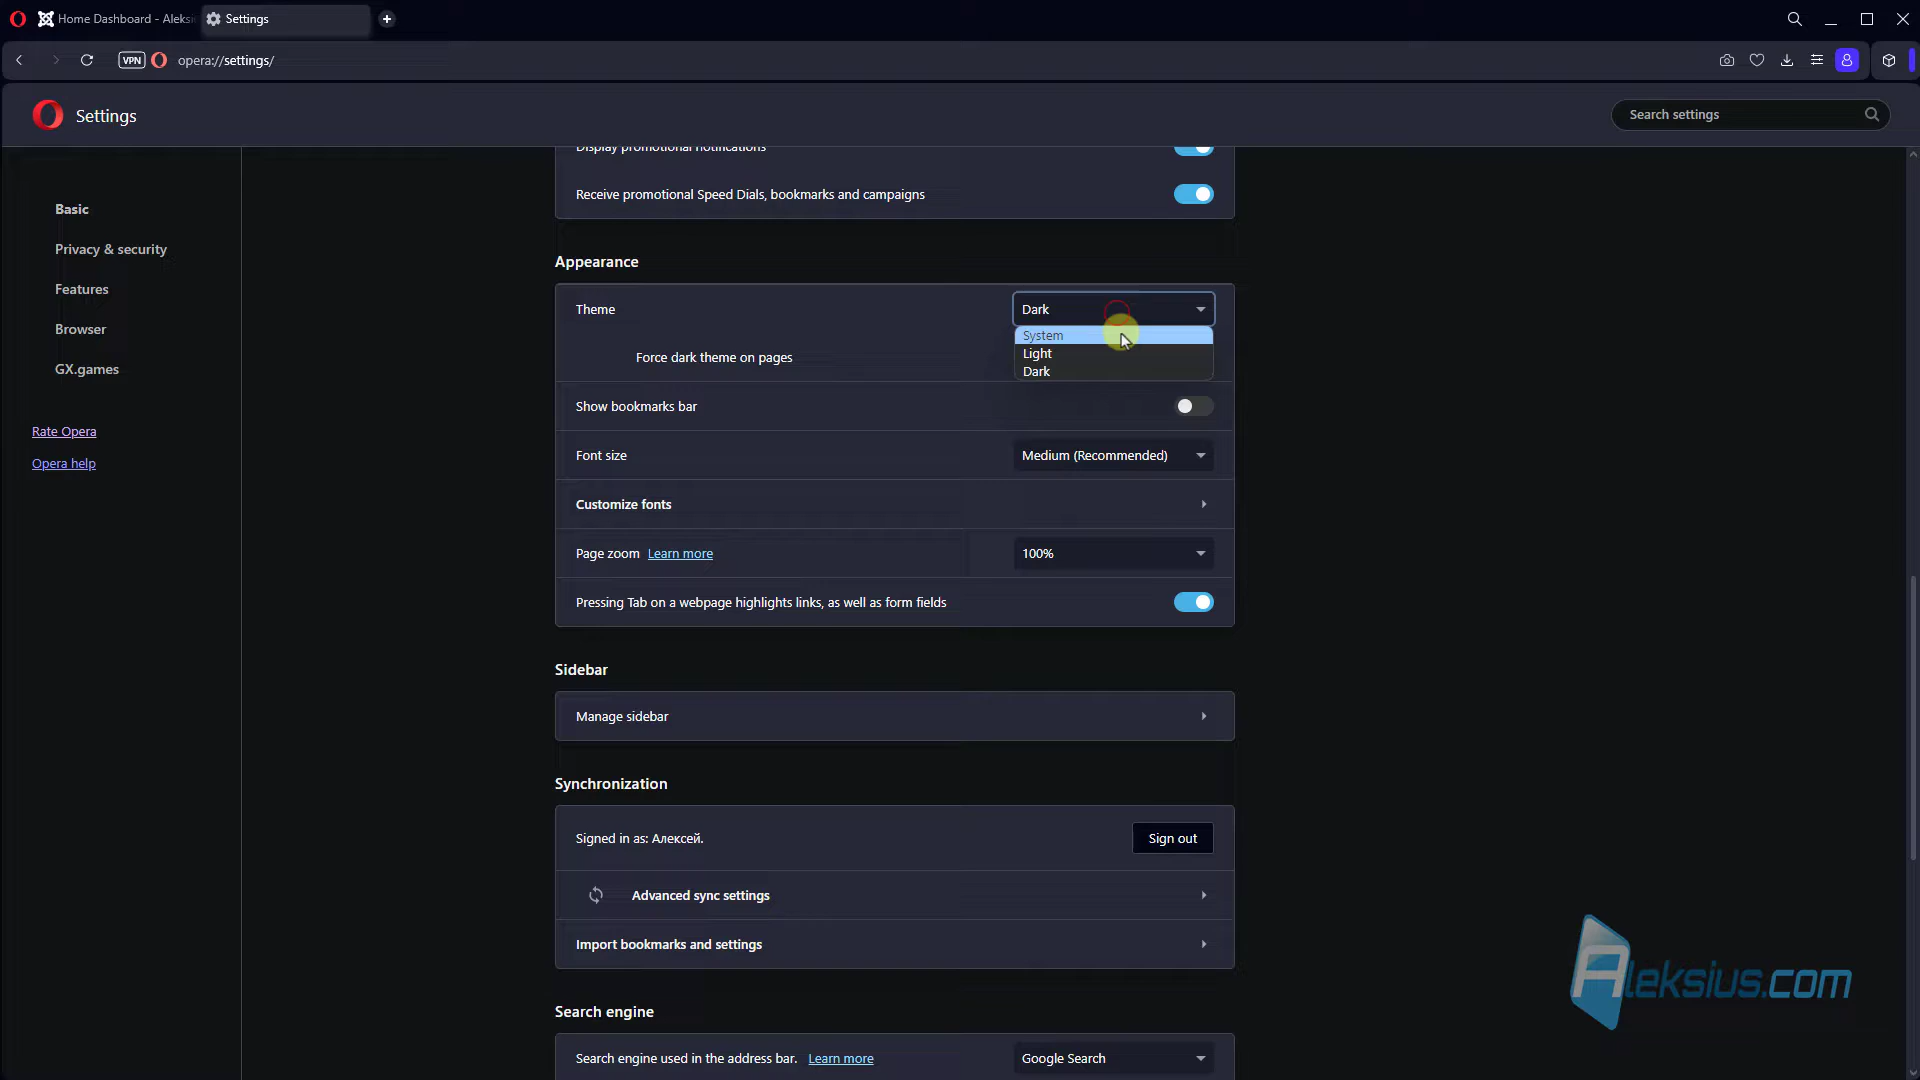 Home Dashboard - Aleksi
Settings
VPN
opera://settings/
Settings
Search settings
Display promotional notifications
Receive promotional Speed Dials, bookmarks and campaigns
Basic
Privacy & security
Features
Browser
GX.games
Rate Opera
Opera help
Appearance
Theme
Dark
System
Light
Dark
Force dark theme on pages
Show bookmarks bar
Font size
Medium (Recommended)
Customize fonts
Page zoom Learn more
100%
Pressing Tab on a webpage highlights links, as well as form fields
Sidebar
Manage sidebar
Synchronization
Signed in as: Алексей.
Sign out
Advanced sync settings
Import bookmarks and settings
Search engine
Search engine used in the address bar. Learn more
Google Search
Aleksius.com